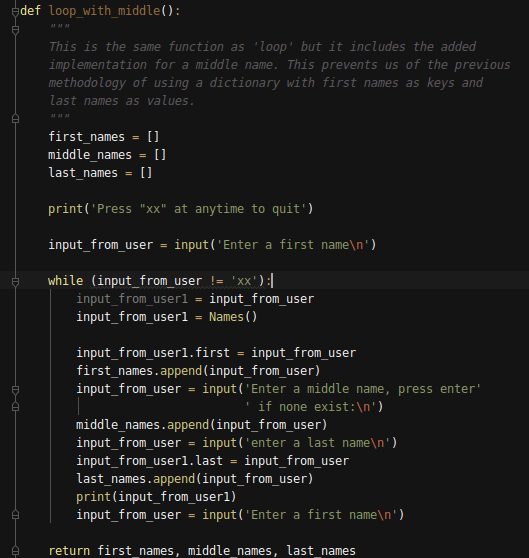 def loop_with_middle():
    """
    This is the same function as 'loop' but it includes the added
    implementation for a middle name. This prevents us of the previous
    methodology of using a dictionary with first names as keys and
    last names as values.
    """
    first_names = []
    middle_names = []
    last_names = []

    print('Press "xx" at anytime to quit')

    input_from_user = input('Enter a first name\n')

    while (input_from_user != 'xx'):
        input_from_user1 = input_from_user
        input_from_user1 = Names()

        input_from_user1.first = input_from_user
        first_names.append(input_from_user)
        input_from_user = input('Enter a middle name, press enter'
                                ' if none exist:\n')
        middle_names.append(input_from_user)
        input_from_user = input('enter a last name\n')
        input_from_user1.last = input_from_user
        last_names.append(input_from_user)
        print(input_from_user1)
        input_from_user = input('Enter a first name\n')

    return first_names, middle_names, last_names